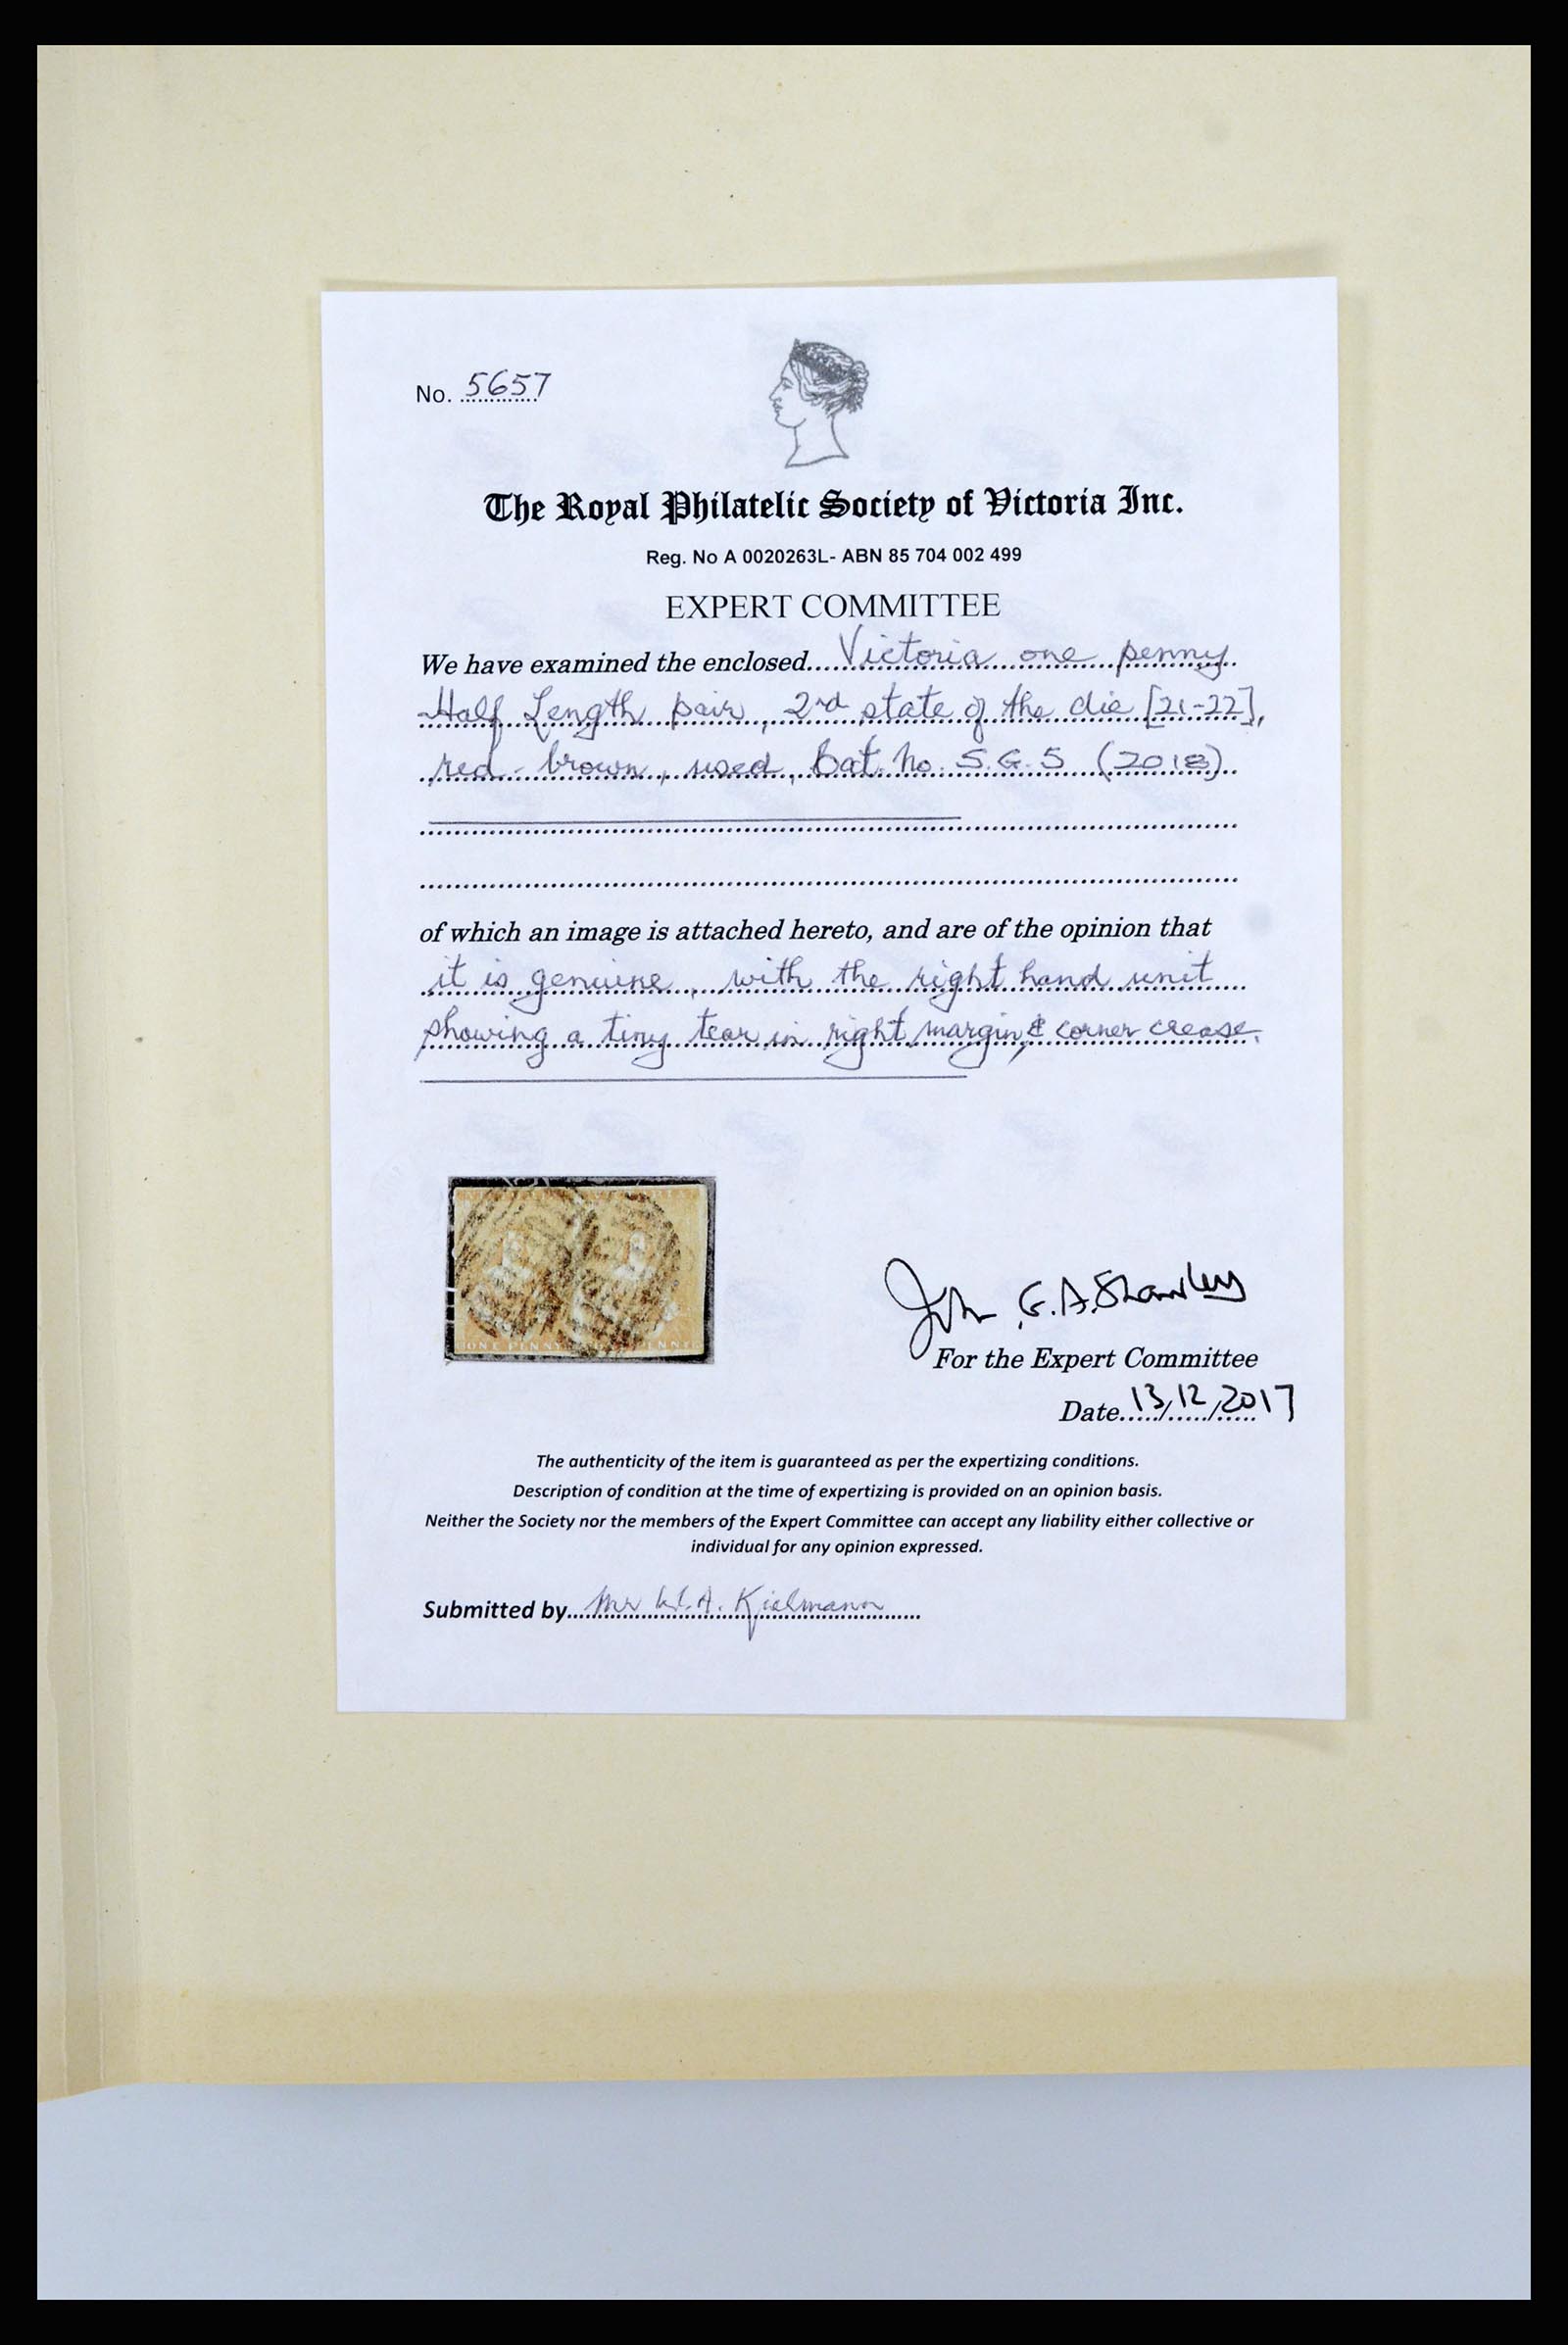 No. 5657
The Royal Philatelic Society of Victoria Inc.
Reg. No A 0020263L- ABN 85 704 002 499
EXPERT COMMITTEE
We have examined the enclosed.... Victoria one penny
Half Length pair, 2nd state of the die [21-22],
red-brown, used, Cat. No. S.G.5 (2018)
of which an image is attached hereto, and are of the opinion that
it is genuine, with the right hand unit
showing a tiny tear in right margin, & corner crease.
ONE PENNY PENNY
John G.A. Shawley
For the Expert Committee
Date 13/12/2017
The authenticity of the item is guaranteed as per the expertizing conditions.
Description of condition at the time of expertizing is provided on an opinion basis.
Neither the Society nor the members of the Expert Committee can accept any liability either collective or
individual for any opinion expressed.
Submitted by Mr W.A. Kielmann